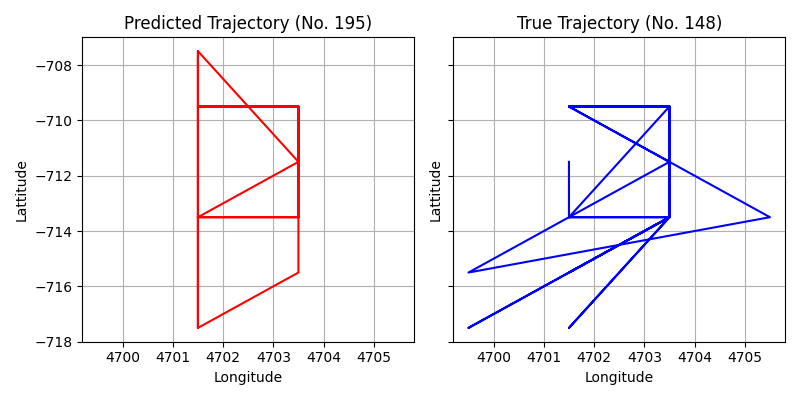 Predicted Trajectory (No. 195)
True Trajectory (No. 148)
Lattitude
−708
−710
−712
−714
−716
−718
4700 4701 4702 4703 4704 4705
Longitude
Lattitude
4700 4701 4702 4703 4704 4705
Longitude